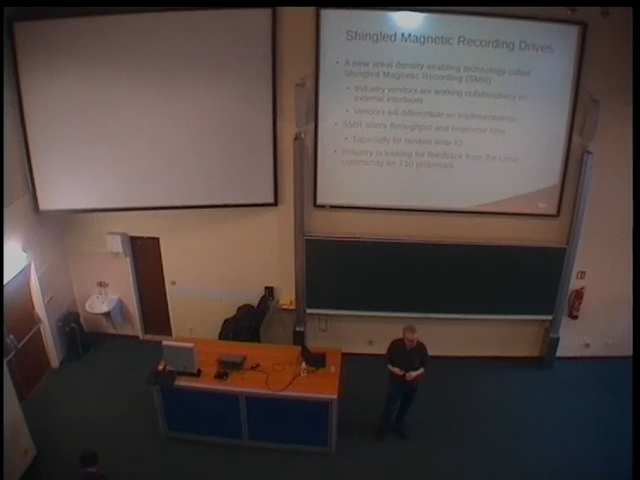 Shingled Magnetic Recording Drives
• A new areal density enabling technology called
Shingled Magnetic Recording (SMR)
• Industry vendors are working collaboratively on
external interfaces
• Vendors will differentiate on implementations
• SMR alters throughput and response time
• Especially for random write IO
• Industry is looking for feedback from the Linux
community on T10 proposals